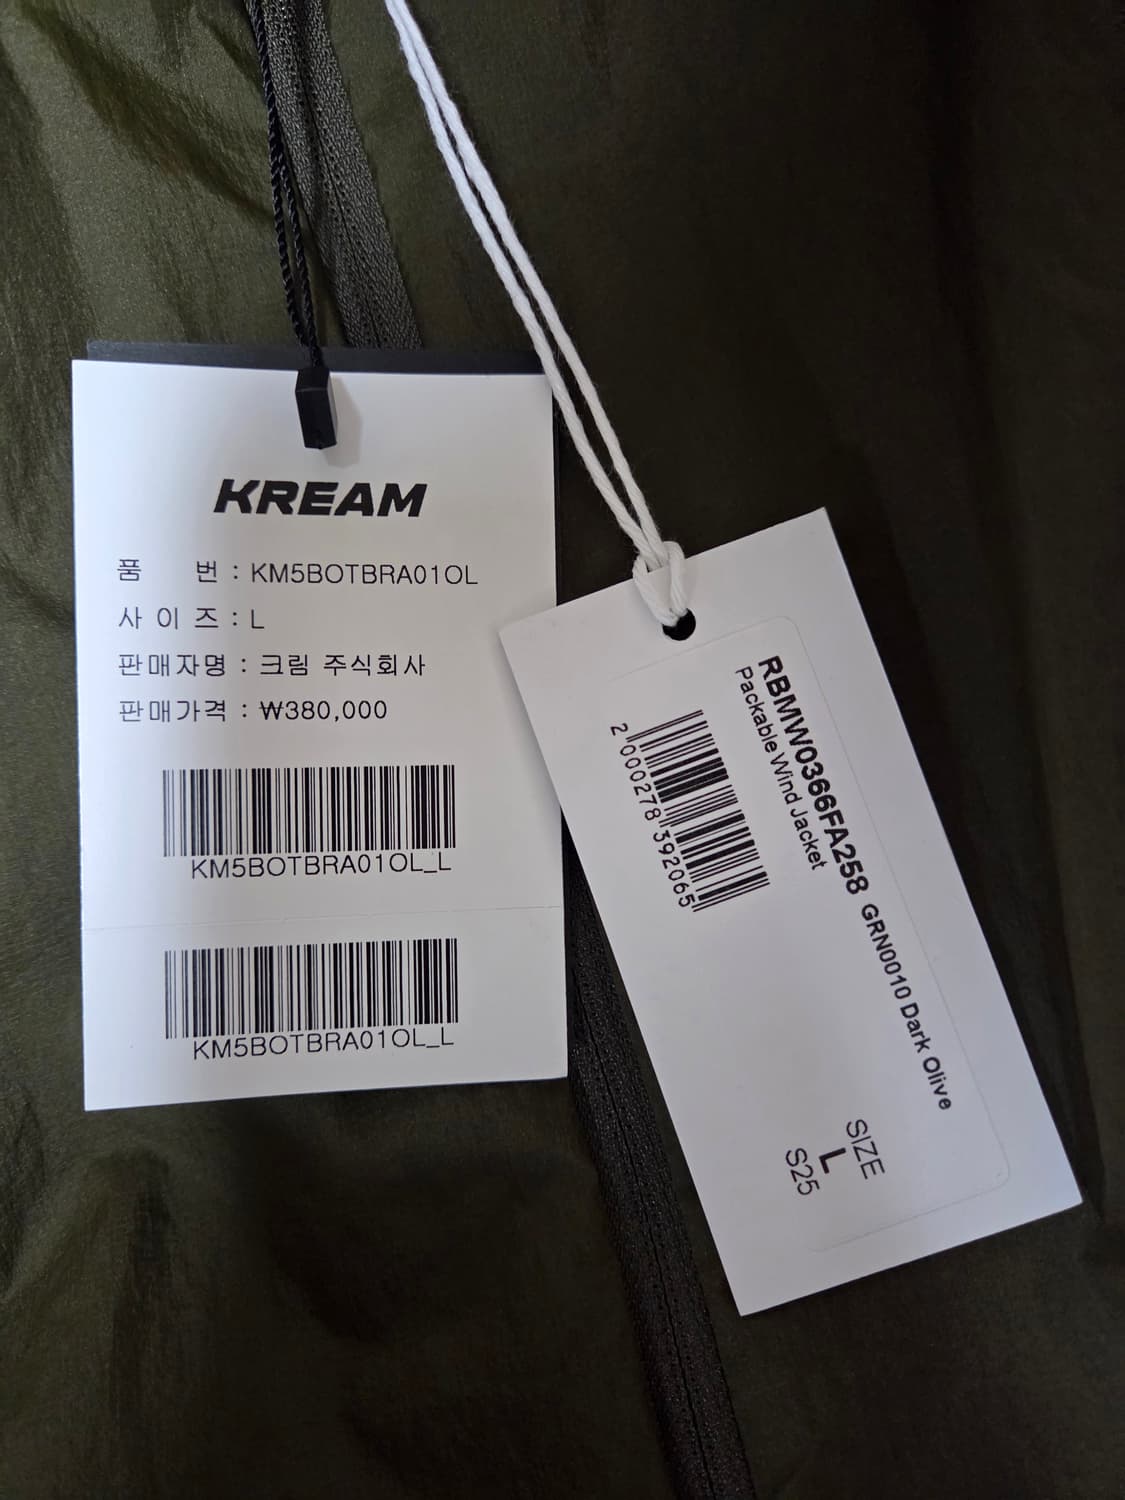 KREAM
품 번 : KM5BOTBRA01OL
사 이 즈 : L
판매자명 : 크림 주식회사
판매가격 : ₩380,000
KM5BOTBRA01OL_L
KM5BOTBRA01OL_L
RBMW0366FA258 GRN0010 Dark Olive
Packable Wind Jacket
2 000278 392065
SIZE
L
S25